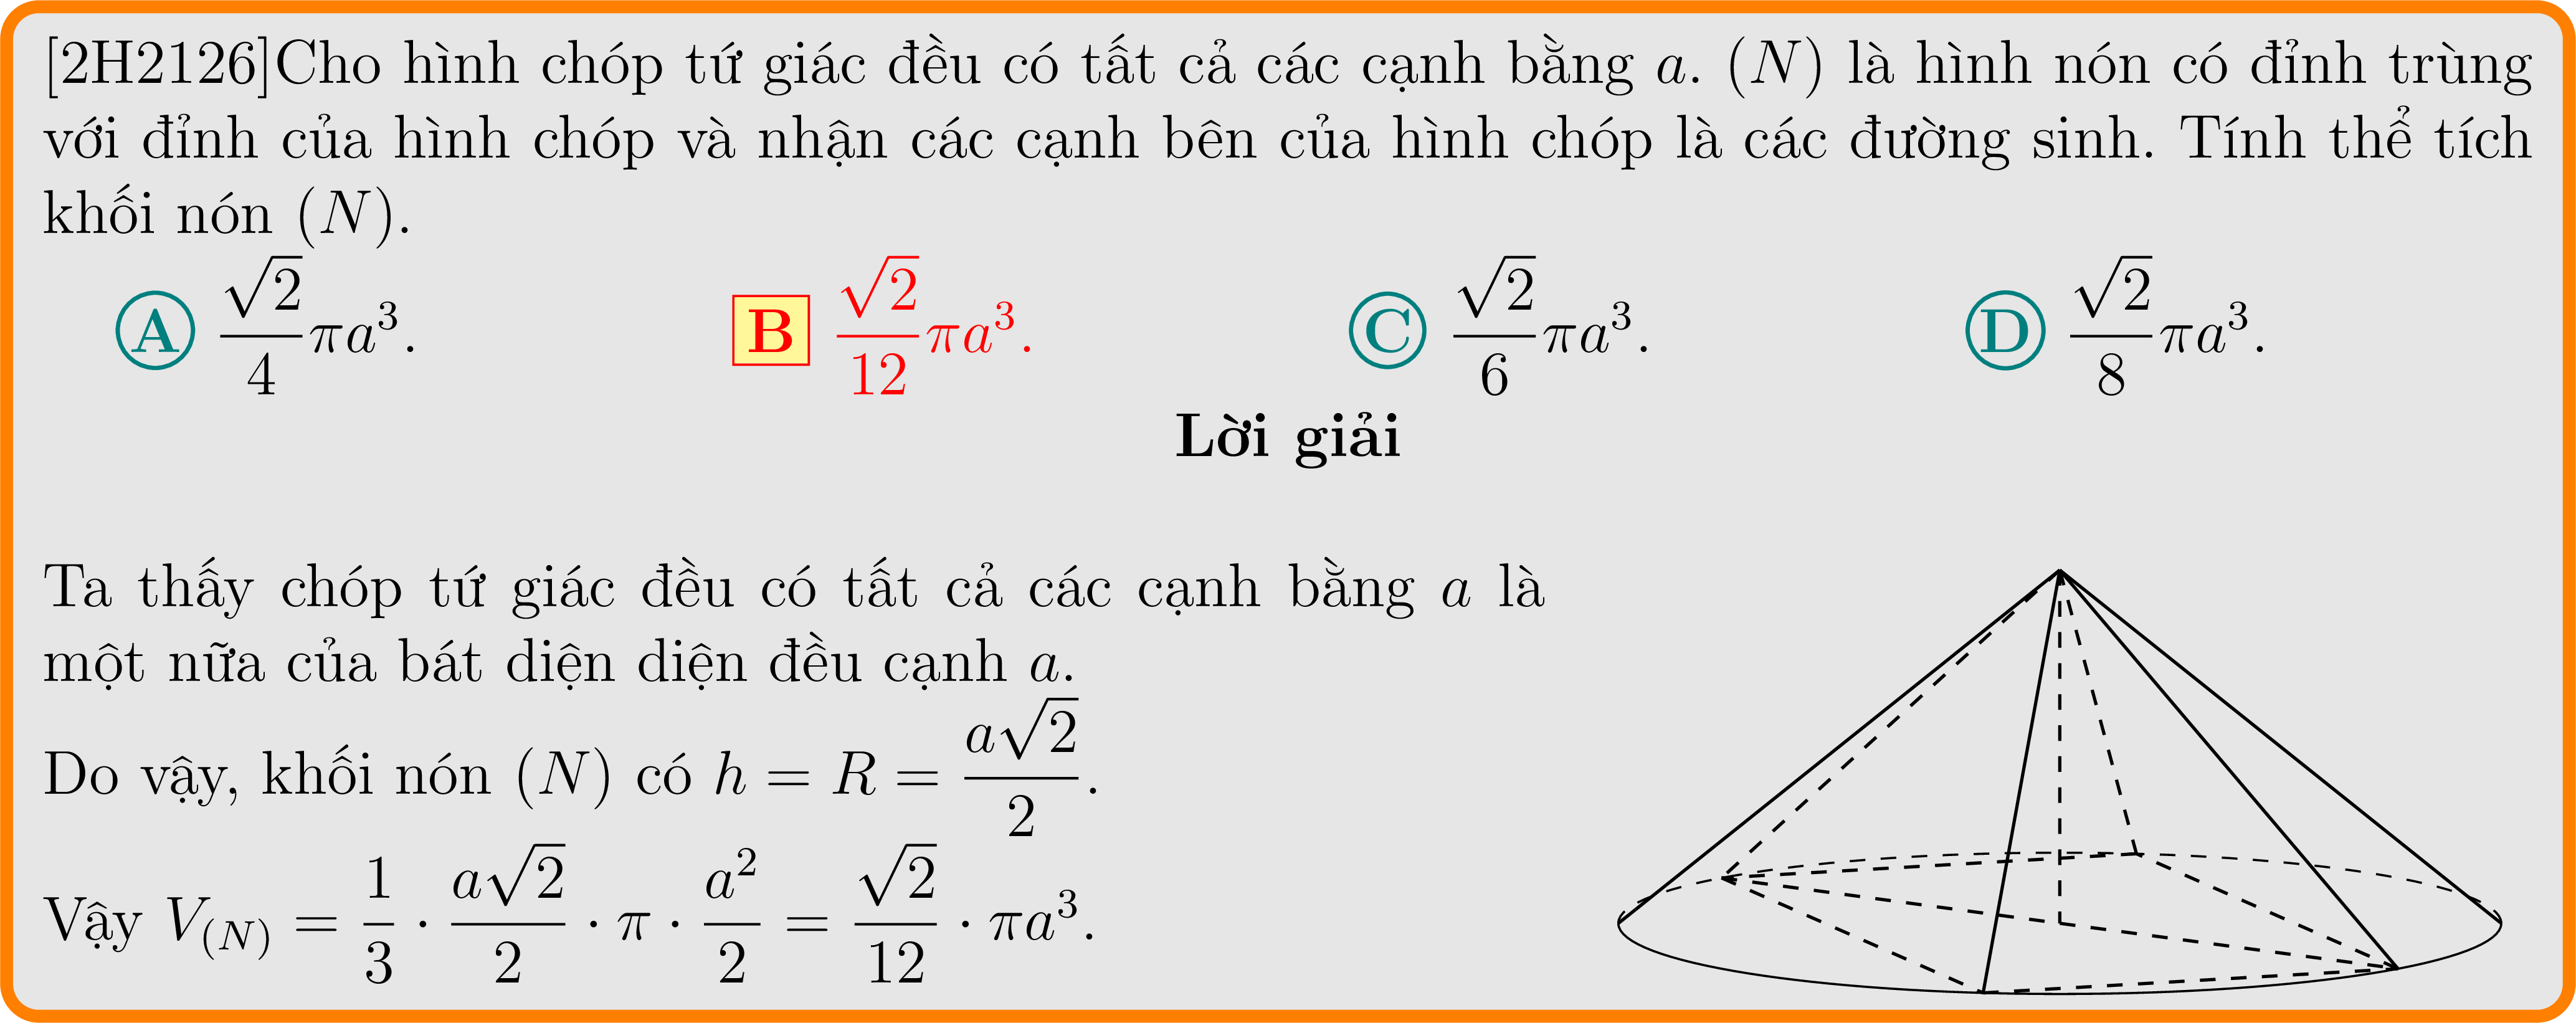 [2H2126]Cho hình chóp tứ giác đều có tất cả các cạnh bằng a. (N) là hình nón có đỉnh trùng
với đỉnh của hình chóp và nhận các cạnh bên của hình chóp là các đường sinh. Tính thể tích
khối nón (N).
A $\frac{\sqrt{2}}{4}\pi a^3$. B $\frac{\sqrt{2}}{12}\pi a^3$. C $\frac{\sqrt{2}}{6}\pi a^3$. D $\frac{\sqrt{2}}{8}\pi a^3$.
Lời giải
Ta thấy chóp tứ giác đều có tất cả các cạnh bằng a là
một nữa của bát diện diện đều cạnh a.
Do vậy, khối nón (N) có $h = R = \frac{a\sqrt{2}}{2}$.
Vậy $V_{(N)} = \frac{1}{3} \cdot \frac{a\sqrt{2}}{2} \cdot \pi \cdot \frac{a^2}{2} = \frac{\sqrt{2}}{12} \cdot \pi a^3$.